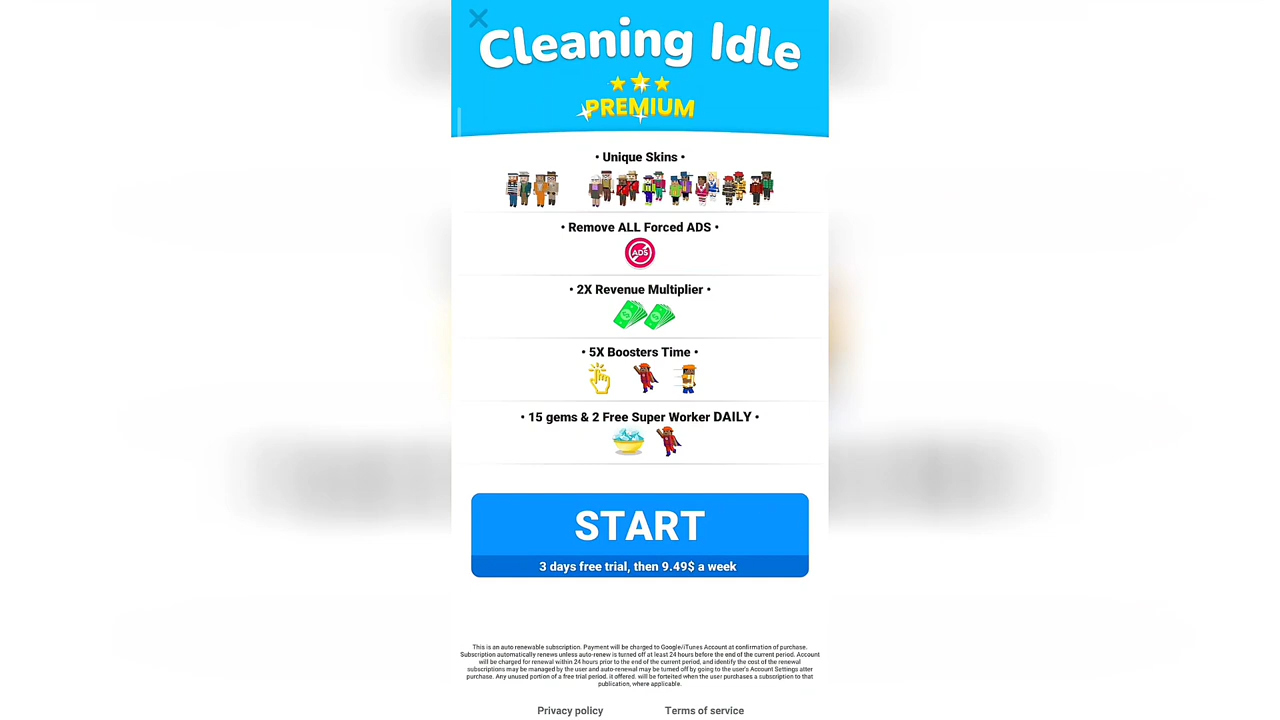 Cleaning Idle
PREMIUM
• Unique Skins •
• Remove ALL Forced ADS •
ADS
• 2X Revenue Multiplier •
• 5X Boosters Time •
• 15 gems & 2 Free Super Worker DAILY •
START
3 days free trial, then 9.49$ a week
This is an auto renewable subscription. Payment will be charged to Google/iTunes Account at confirmation of purchase.
Subscription automatically renews unless auto-renew is turned off at least 24 hours before the end of the current period. Account
will be charged for renewal within 24 hours prior to the end of the current period, and identify the cost of the renewal
subscriptions may be managed by the user and auto-renewal may be turned off by going to the user's Account Settings after
purchase. Any unused portion of a free trial period, it offered. will be forteited when the user purchases a subscription to that
publication, where applicable.
Privacy policy
Terms of service